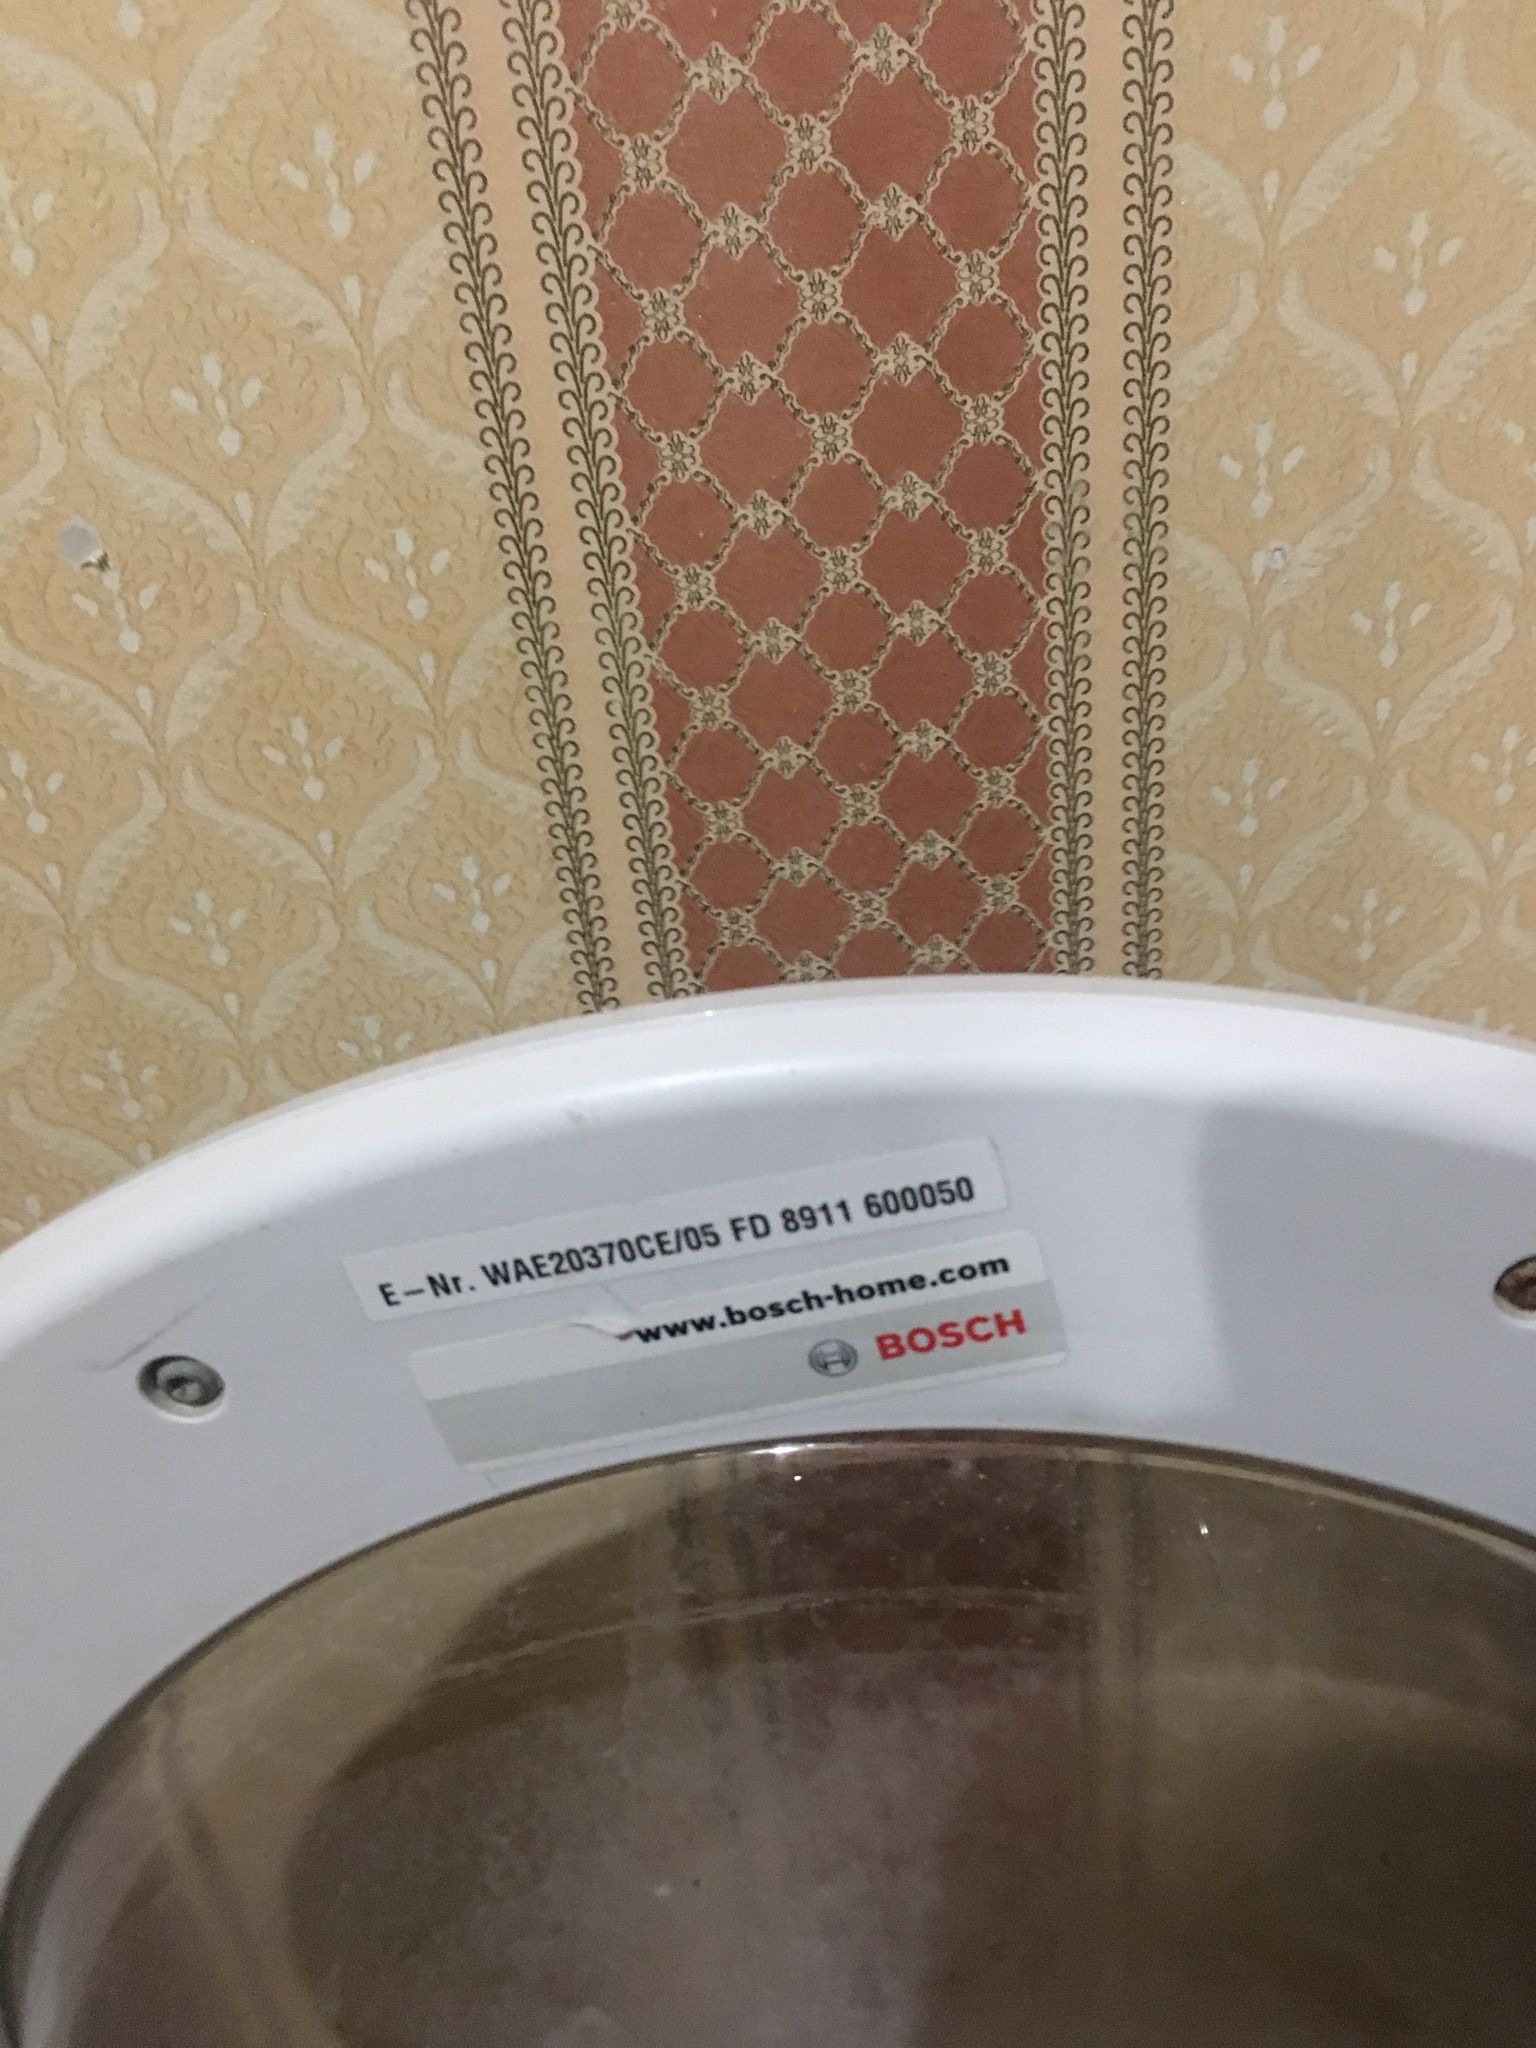 E-Nr. WAE20370CE/05 FD 8911 600050
www.bosch-home.com
BOSCH